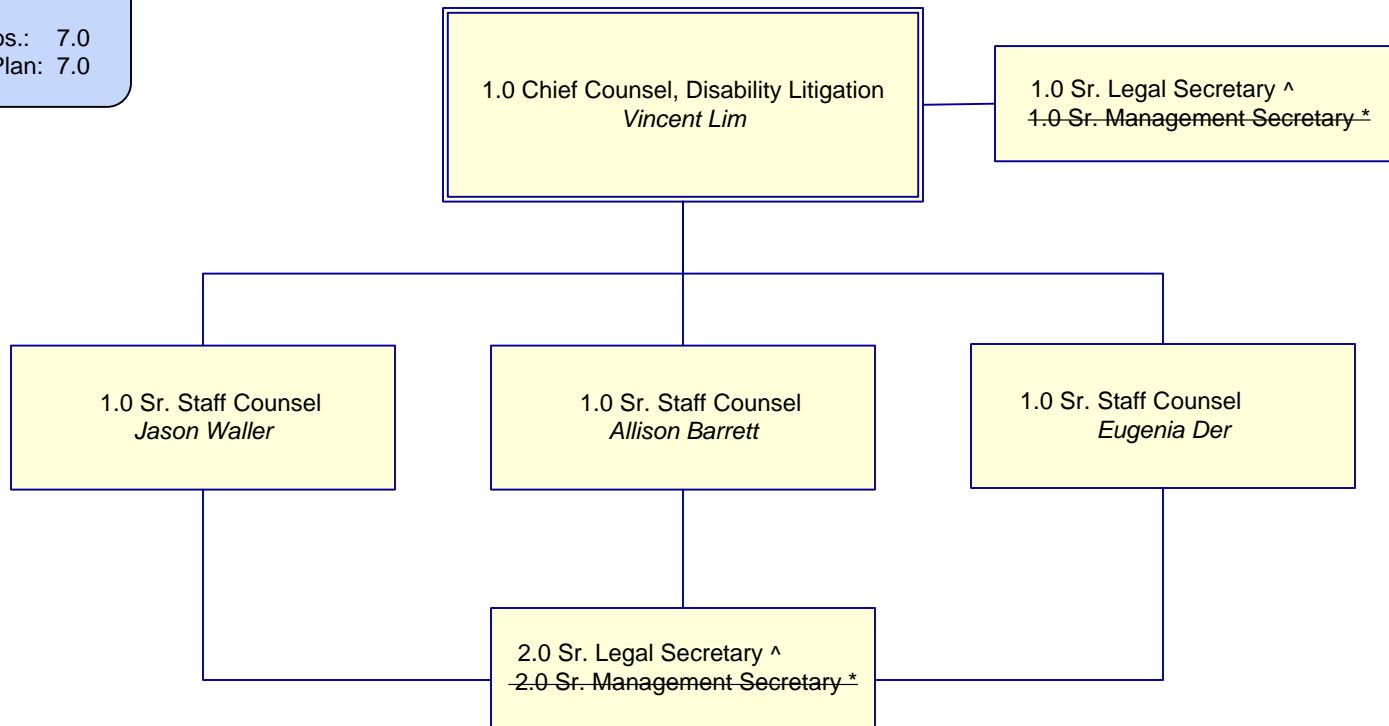 os.: 7.0
Plan: 7.0
1.0 Chief Counsel, Disability Litigation
Vincent Lim
1.0 Sr. Legal Secretary ^
1.0 Sr. Management Secretary *
1.0 Sr. Staff Counsel
Jason Waller
1.0 Sr. Staff Counsel
Allison Barrett
1.0 Sr. Staff Counsel
Eugenia Der
2.0 Sr. Legal Secretary ^
2.0 Sr. Management Secretary *